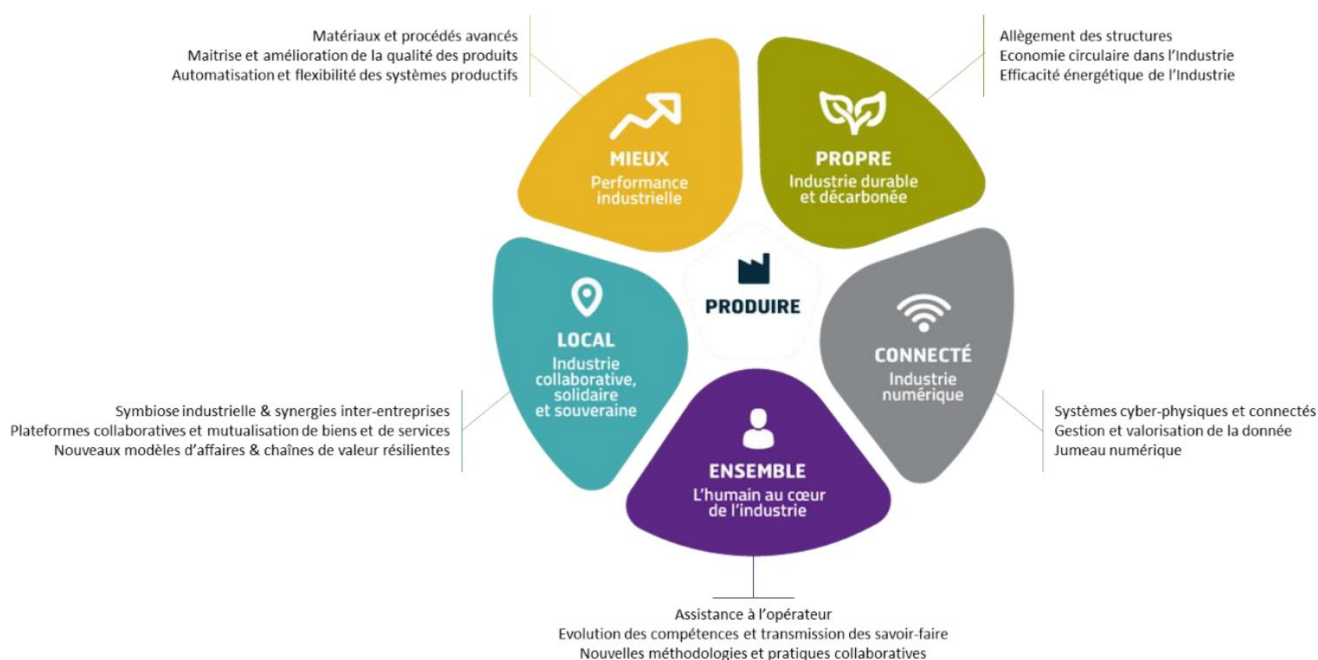 Matériaux et procédés avancés
Maitrise et amélioration de la qualité des produits
Automatisation et flexibilité des systèmes productifs
Allègement des structures
Economie circulaire dans l'Industrie
Efficacité énergétique de l'Industrie
MIEUX
Performance
industrielle
PROPRE
Industrie durable
et décarbonée
PRODUIRE
LOCAL
Industrie
collaborative,
solidaire
et souveraine
CONNECTÉ
Industrie
numérique
Symbiose industrielle & synergies inter-entreprises
Plateformes collaboratives et mutualisation de biens et de services
Nouveaux modèles d'affaires & chaînes de valeur résilientes
Systèmes cyber-physiques et connectés
Gestion et valorisation de la donnée
Jumeau numérique
ENSEMBLE
L'humain au cœur
de l'industrie
Assistance à l'opérateur
Evolution des compétences et transmission des savoir-faire
Nouvelles méthodologies et pratiques collaboratives